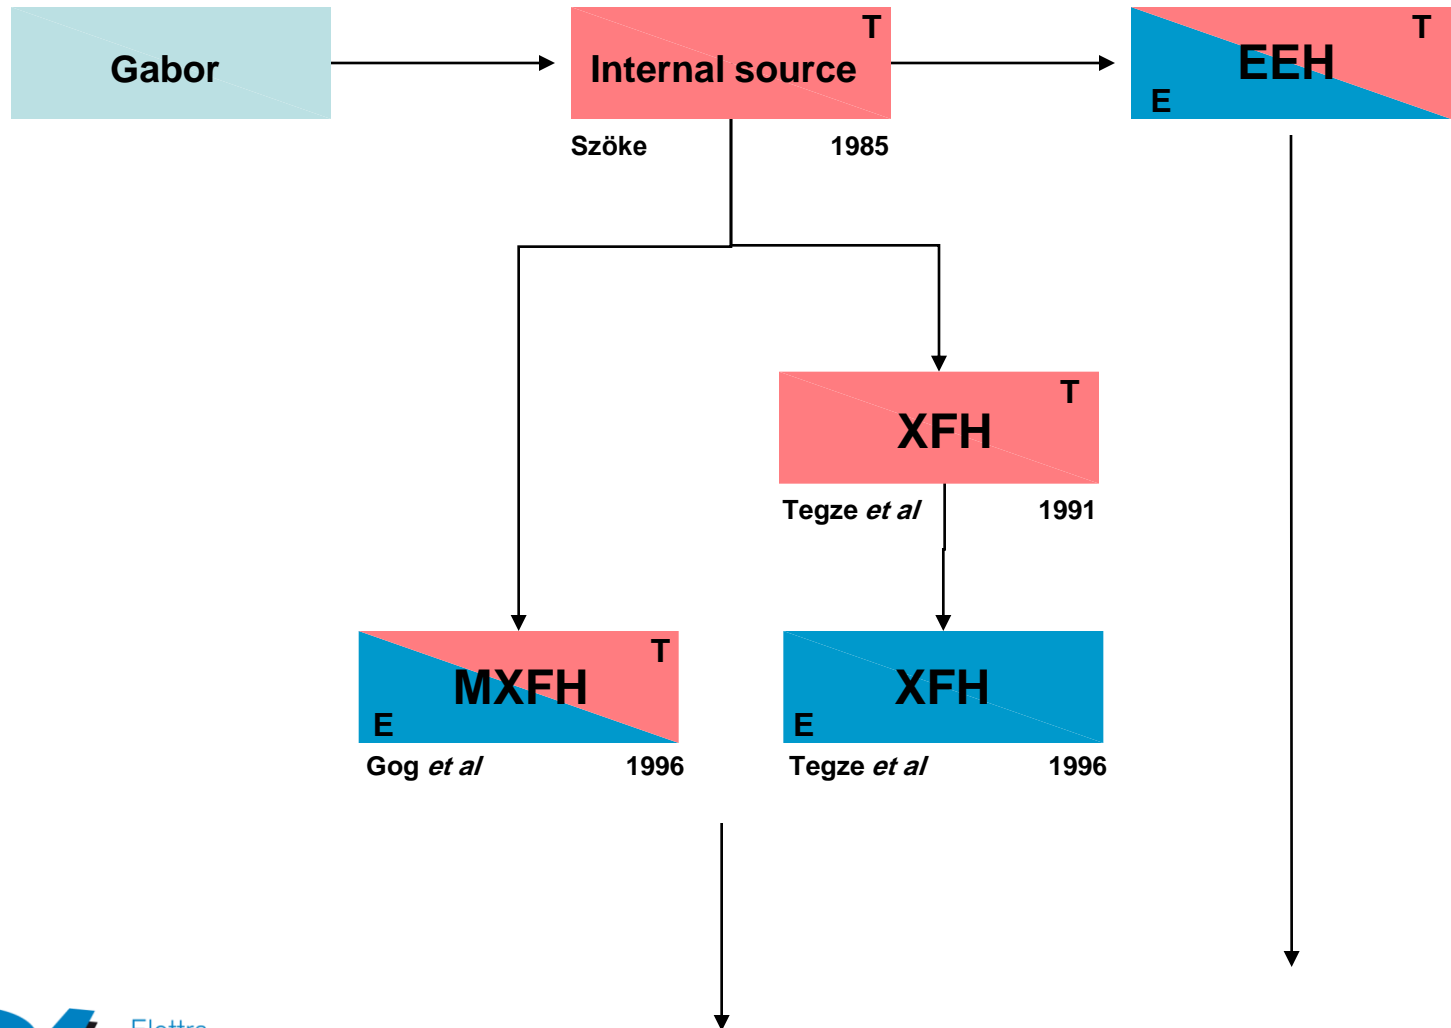 Gabor
T
Internal source
Szöke 1985
T
EEH
E
T
XFH
Tegze et al 1991
T
MXFH
E
Gog et al 1996
XFH
E
Tegze et al 1996
Elettra